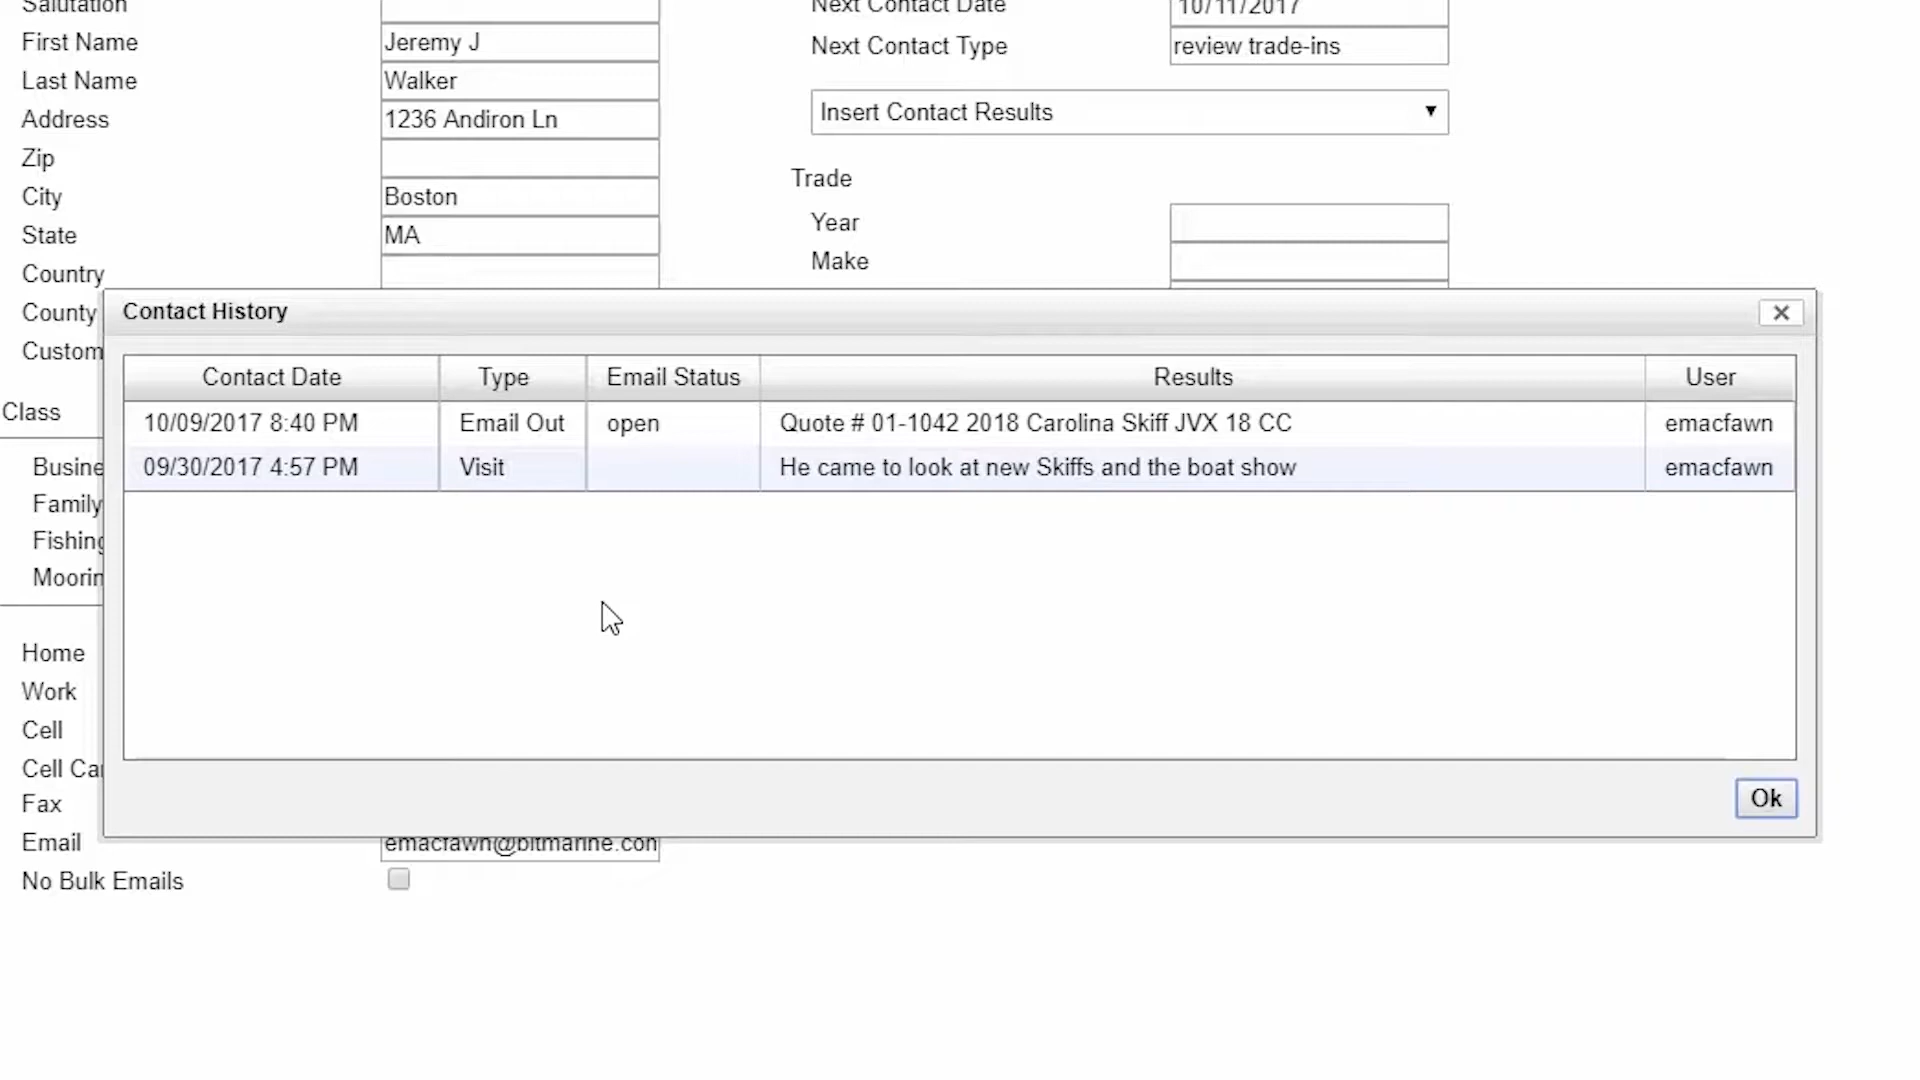 Salutation
First Name Jeremy J
Last Name Walker
Address 1236 Andiron Ln
Zip
City Boston
State MA
Country
County
Custom
Class
Busine
Family
Fishing
Moorin
Home
Work
Cell
Cell Car
Fax
Email emacfawn@bitmarine.con
No Bulk Emails
Next Contact Date 10/11/2017
Next Contact Type review trade-ins
Insert Contact Results
Trade
Year
Make
Contact History
Contact Date Type Email Status Results User
10/09/2017 8:40 PM Email Out open Quote # 01-1042 2018 Carolina Skiff JVX 18 CC emacfawn
09/30/2017 4:57 PM Visit He came to look at new Skiffs and the boat show emacfawn
Ok